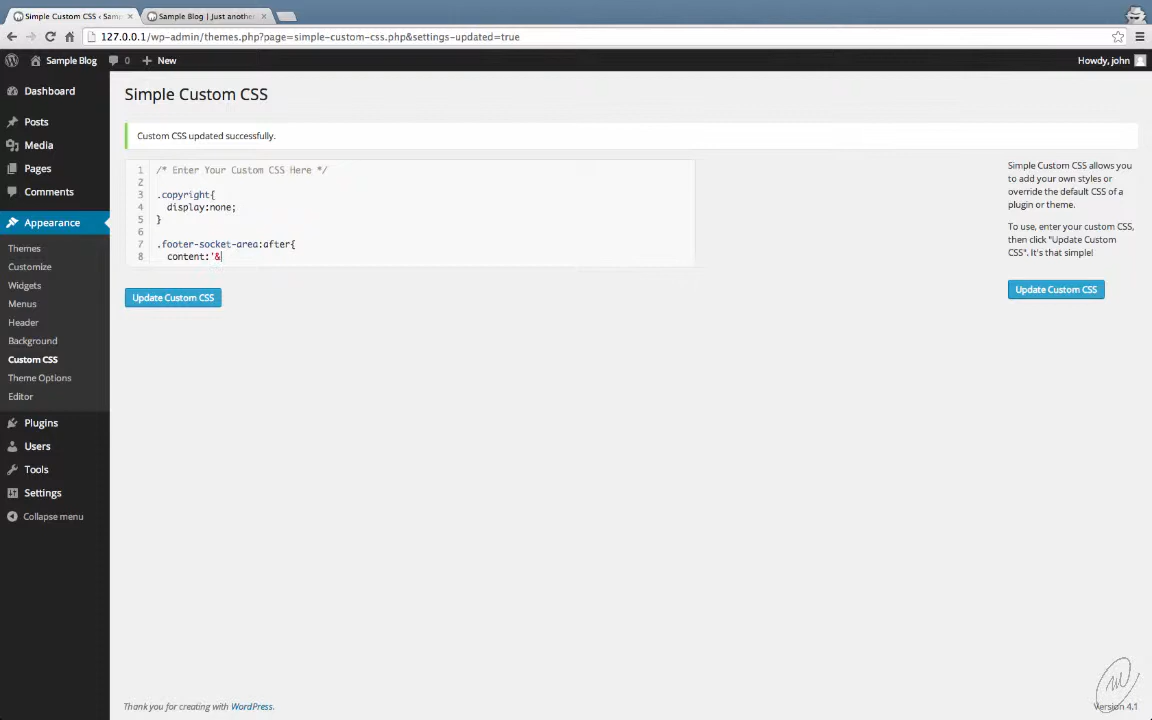 Simple Custom CSS ‹ Sam
Sample Blog | Just anothe
127.0.0.1/wp-admin/themes.php?page=simple-custom-css.php&settings-updated=true
Sample Blog 0 New Howdy, john
Dashboard
Posts
Media
Pages
Comments
Appearance
Themes
Customize
Widgets
Menus
Header
Background
Custom CSS
Theme Options
Editor
Plugins
Users
Tools
Settings
Collapse menu
Simple Custom CSS
Custom CSS updated successfully.
1 /* Enter Your Custom CSS Here */
2
3 .copyright{
4 display:none;
5 }
6
7 .footer-socket-area:after{
8 content:'&
Update Custom CSS
Simple Custom CSS allows you
to add your own styles or
override the default CSS of a
plugin or theme.
To use, enter your custom CSS,
then click "Update Custom
CSS". It's that simple!
Update Custom CSS
Thank you for creating with WordPress.
Version 4.1